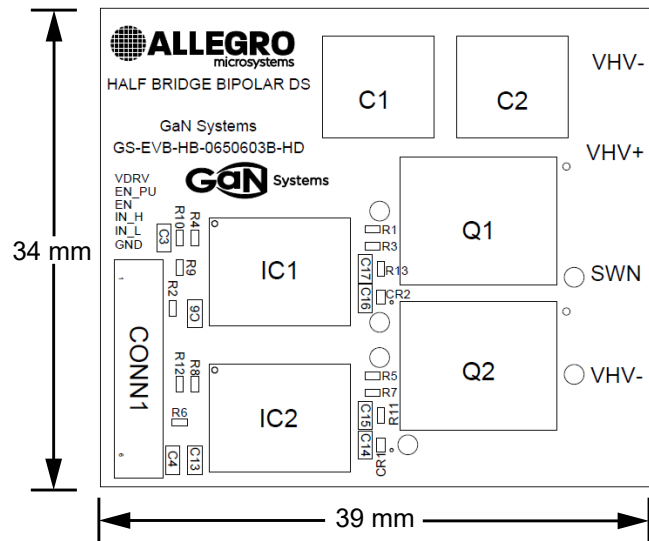 ALLEGRO
microsystems
HALF BRIDGE BIPOLAR DS
GaN Systems
GS-EVB-HB-0650603B-HD
GaN Systems
C1
C2
VHV-
VHV+
VDRV
EN_PU
EN
IN_H
IN_L
GND
C3
R10
R4
R9
R2
C6
IC1
R1
R3
C17
R13
C16
CR2
Q1
SWN
34 mm
1
CONN1
6
R12
R8
R6
C4
C13
IC2
R5
R7
C15
R11
C14
CR1
Q2
VHV-
39 mm